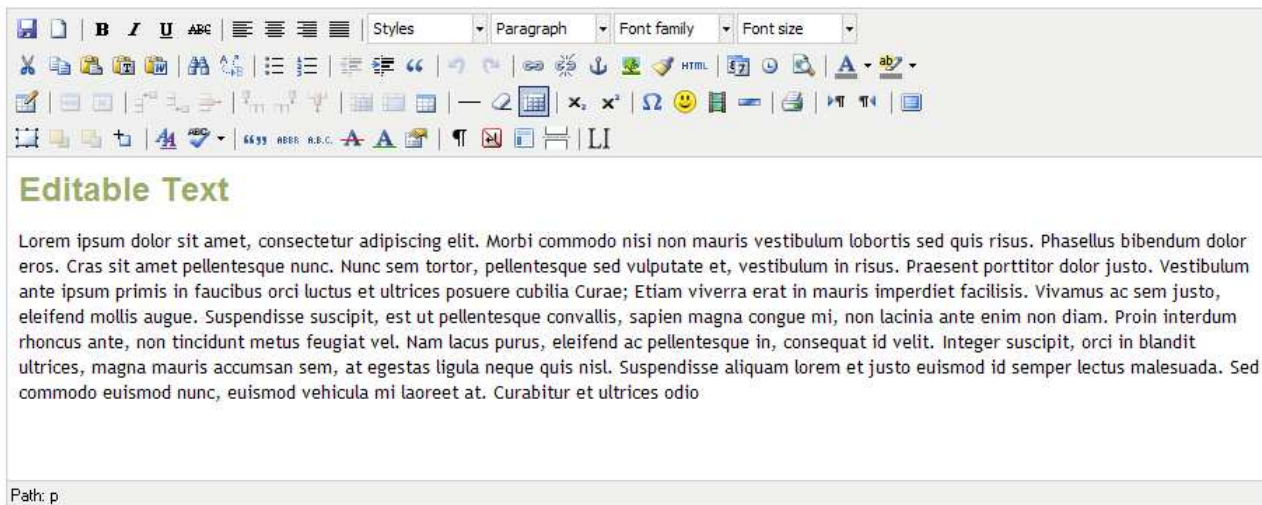 B I U ABC Styles Paragraph Font family Font size
HTML A ab
ABC ABBR A.B.C. A A LI
Editable Text
Lorem ipsum dolor sit amet, consectetur adipiscing elit. Morbi commodo nisi non mauris vestibulum lobortis sed quis risus. Phasellus bibendum dolor
eros. Cras sit amet pellentesque nunc. Nunc sem tortor, pellentesque sed vulputate et, vestibulum in risus. Praesent porttitor dolor justo. Vestibulum
ante ipsum primis in faucibus orci luctus et ultrices posuere cubilia Curae; Etiam viverra erat in mauris imperdiet facilisis. Vivamus ac sem justo,
eleifend mollis augue. Suspendisse suscipit, est ut pellentesque convallis, sapien magna congue mi, non lacinia ante enim non diam. Proin interdum
rhoncus ante, non tincidunt metus feugiat vel. Nam lacus purus, eleifend ac pellentesque in, consequat id velit. Integer suscipit, orci in blandit
ultrices, magna mauris accumsan sem, at egestas ligula neque quis nisl. Suspendisse aliquam lorem et justo euismod id semper lectus malesuada. Sed
commodo euismod nunc, euismod vehicula mi laoreet at. Curabitur et ultrices odio
Path: p